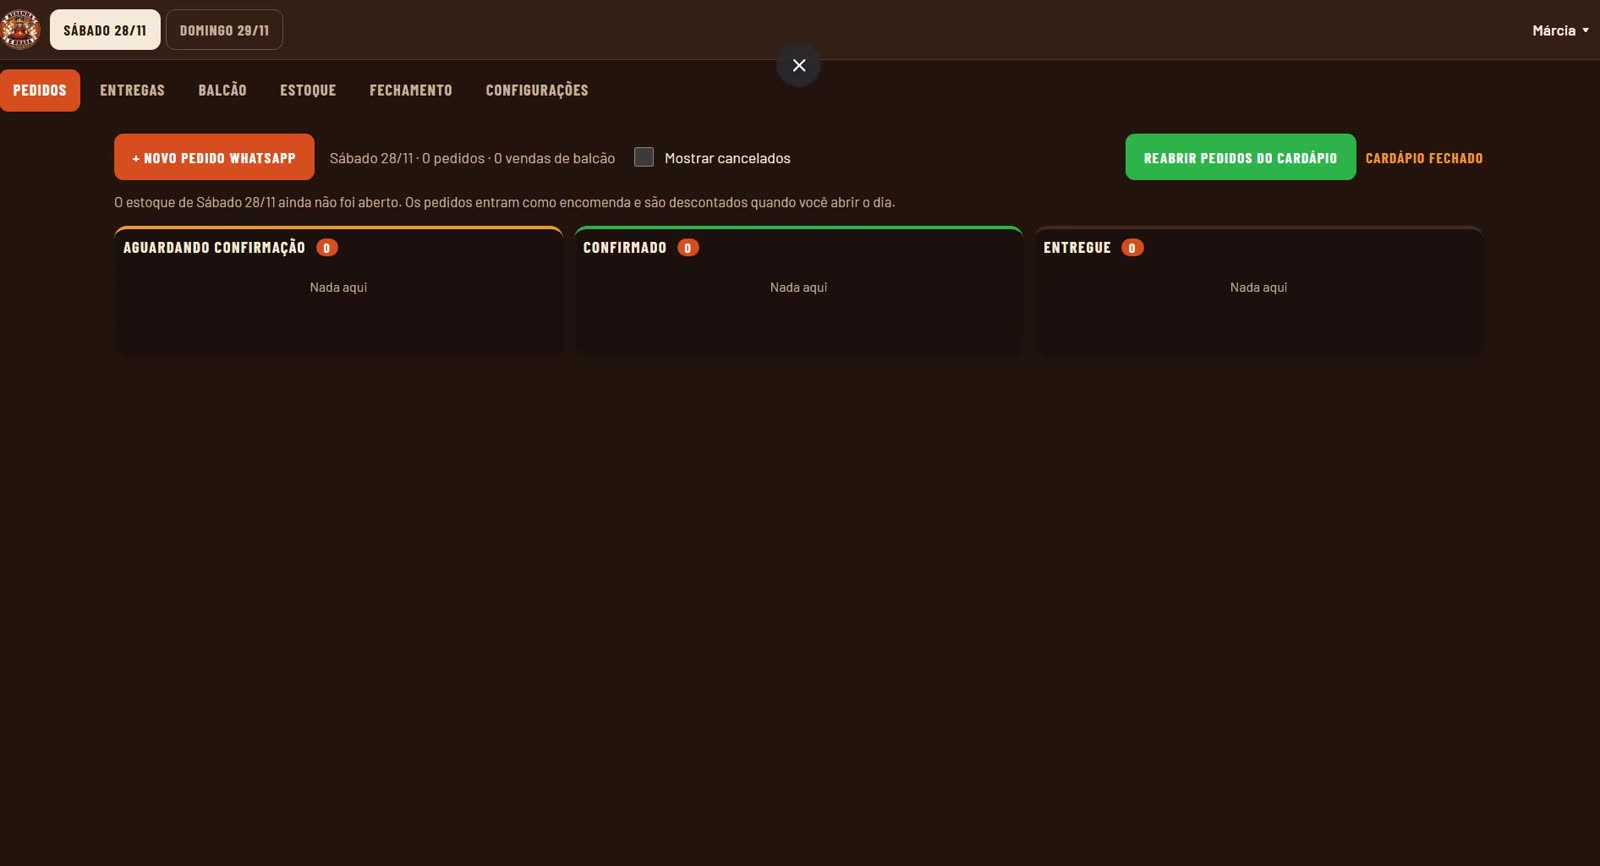 SÁBADO 28/11
DOMINGO 29/11
Márcia
PEDIDOS
ENTREGAS
BALCÃO
ESTOQUE
FECHAMENTO
CONFIGURAÇÕES
+ NOVO PEDIDO WHATSAPP
Sábado 28/11 · 0 pedidos · 0 vendas de balcão
Mostrar cancelados
REABRIR PEDIDOS DO CARDÁPIO
CARDÁPIO FECHADO
O estoque de Sábado 28/11 ainda não foi aberto. Os pedidos entram como encomenda e são descontados quando você abrir o dia.
AGUARDANDO CONFIRMAÇÃO 0
Nada aqui
CONFIRMADO 0
Nada aqui
ENTREGUE 0
Nada aqui